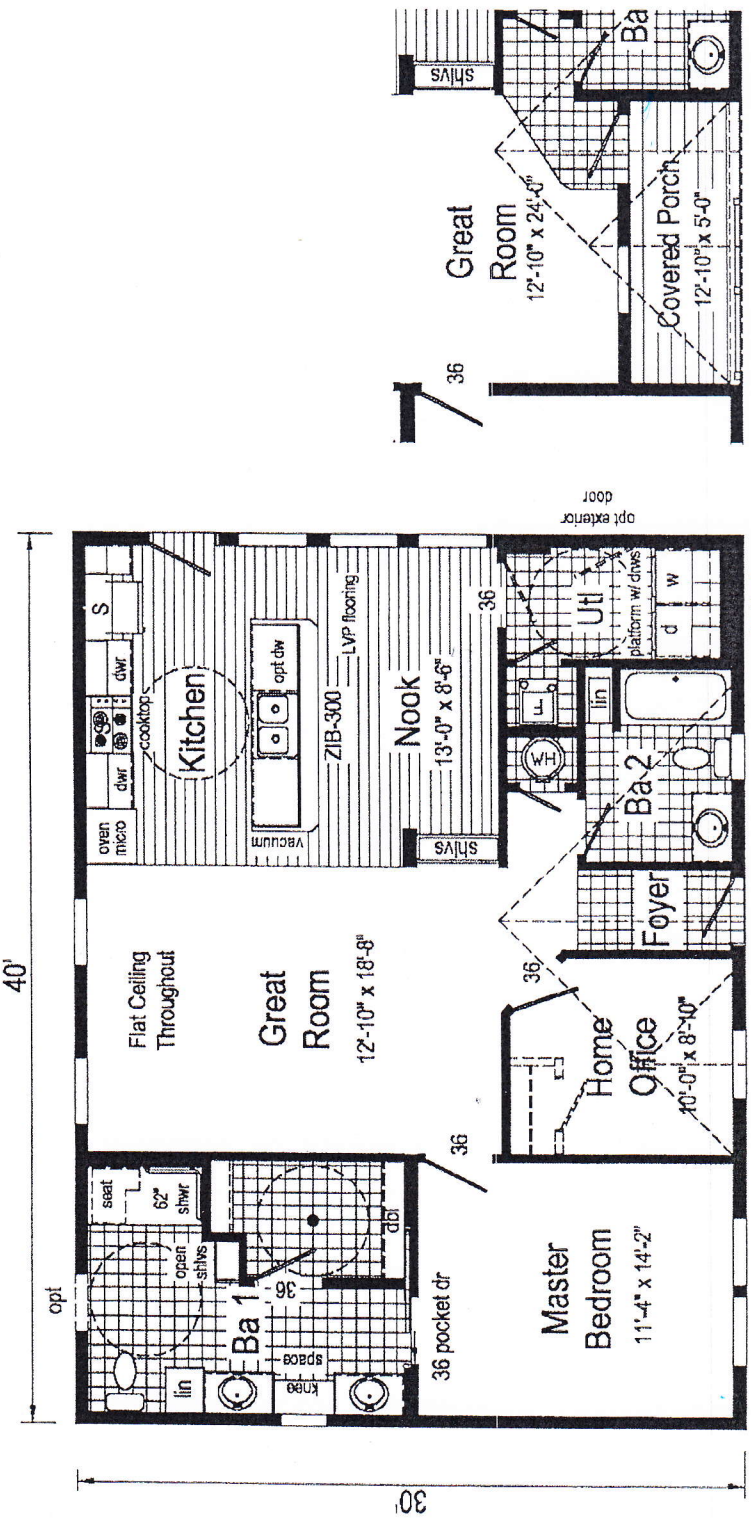 40'
30'
opt
seat
62"
shwr
open
shlvs
Ba 1
lin
knee
space
36
dbl
36 pocket dr
Master
Bedroom
11'-4" x 14'-2"
36
Flat Ceiling
Throughout
Great
Room
12'-10" x 18'-8"
36
Home
Office
10'-0" x 8'-10"
Foyer
oven
micro
dwr
cooktop
dwr
S
Kitchen
vacuum
opt dw
ZIB-300
LVP flooring
Nook
13'-0" x 8'-6"
shlvs
36
HW
F
lin
Ba 2
Utl
platform w/ drws
d
w
opt exterior
door
shlvs
Great
Room
12'-10" x 24'-0"
36
Covered Porch
12'-10" x 5'-0"
Ba